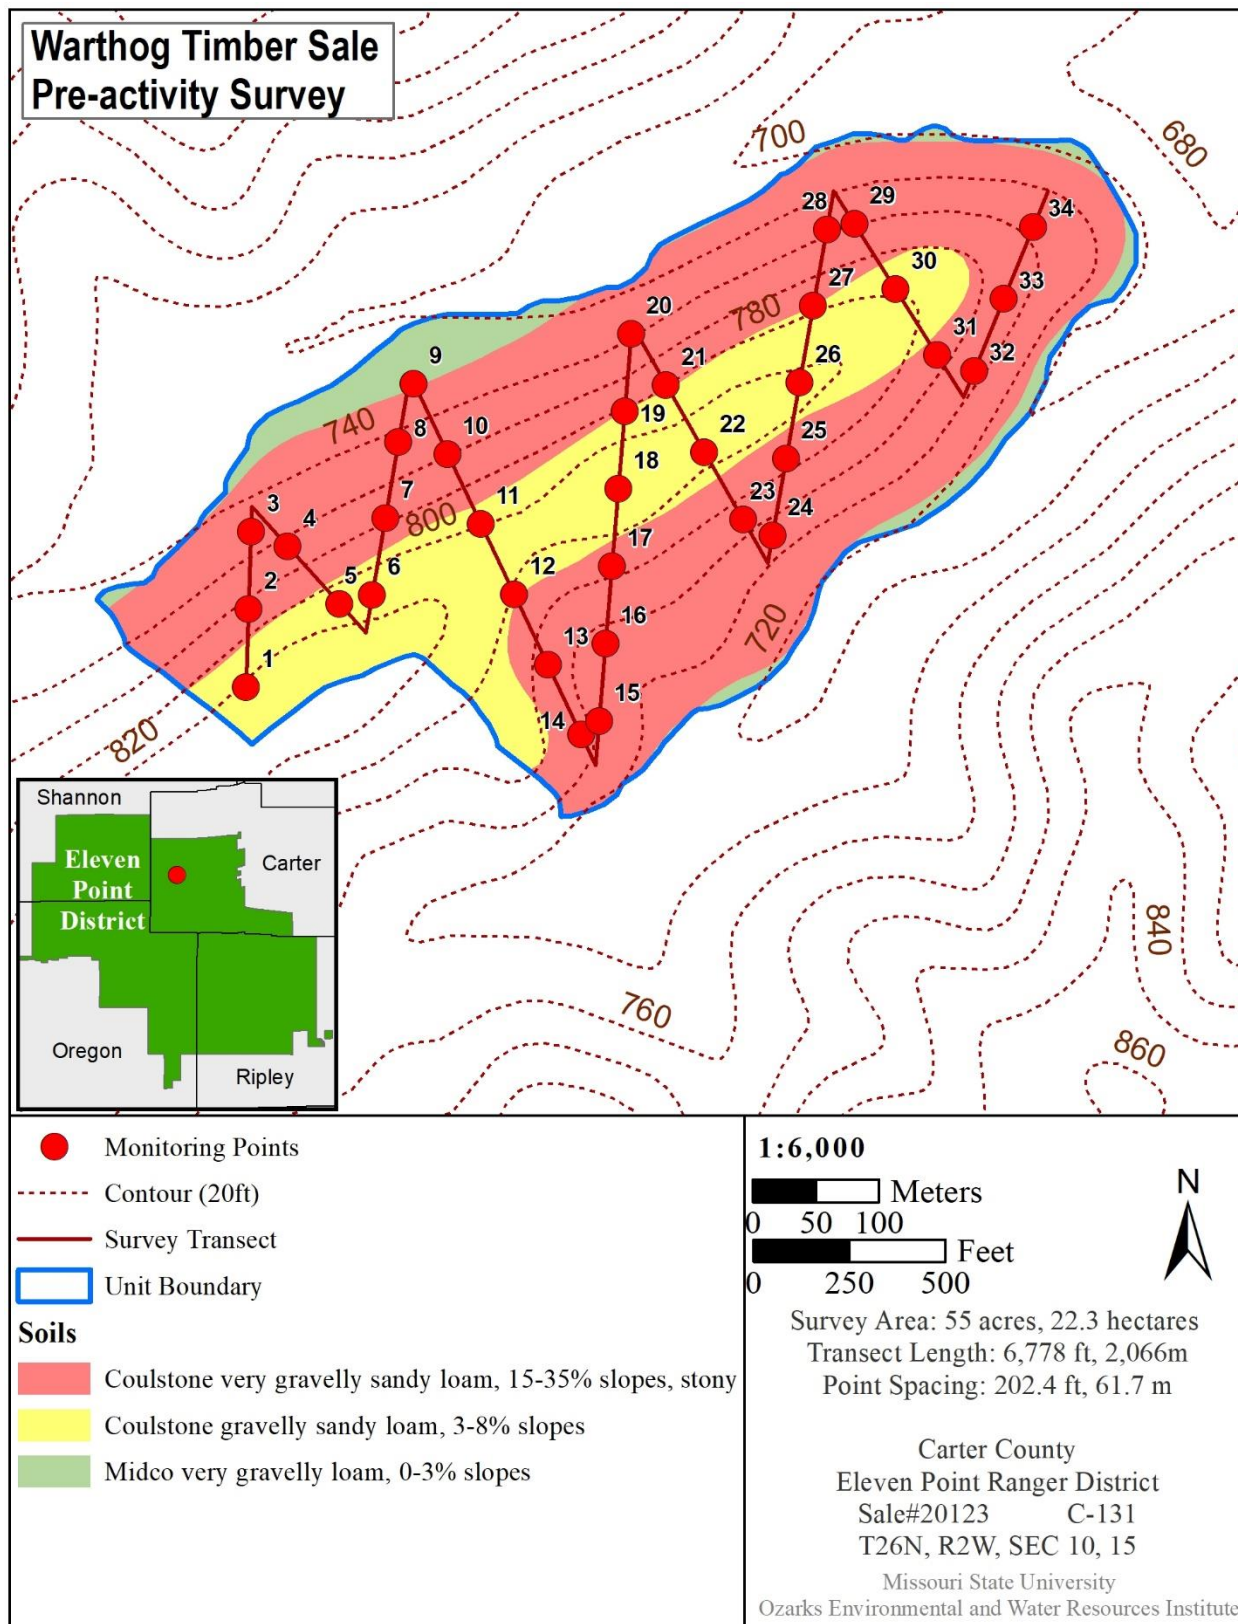 Warthog Timber Sale
Pre-activity Survey
700
680
28
29
34
30
27
33
20
780
31
9
21
32
26
740
8
10
19
22
25
3
7
800
11
18
23
24
4
17
2
5
6
12
720
16
13
1
15
14
820
Shannon
Carter
Eleven
Point
District
Oregon
Ripley
840
760
860
Monitoring Points
Contour (20ft)
Survey Transect
Unit Boundary
Soils
Coulstone very gravelly sandy loam, 15-35% slopes, stony
Coulstone gravelly sandy loam, 3-8% slopes
Midco very gravelly loam, 0-3% slopes
1:6,000
Meters
0 50 100
Feet
0 250 500
N
Survey Area: 55 acres, 22.3 hectares
Transect Length: 6,778 ft, 2,066m
Point Spacing: 202.4 ft, 61.7 m
Carter County
Eleven Point Ranger District
Sale#20123 C-131
T26N, R2W, SEC 10, 15
Missouri State University
Ozarks Environmental and Water Resources Institute